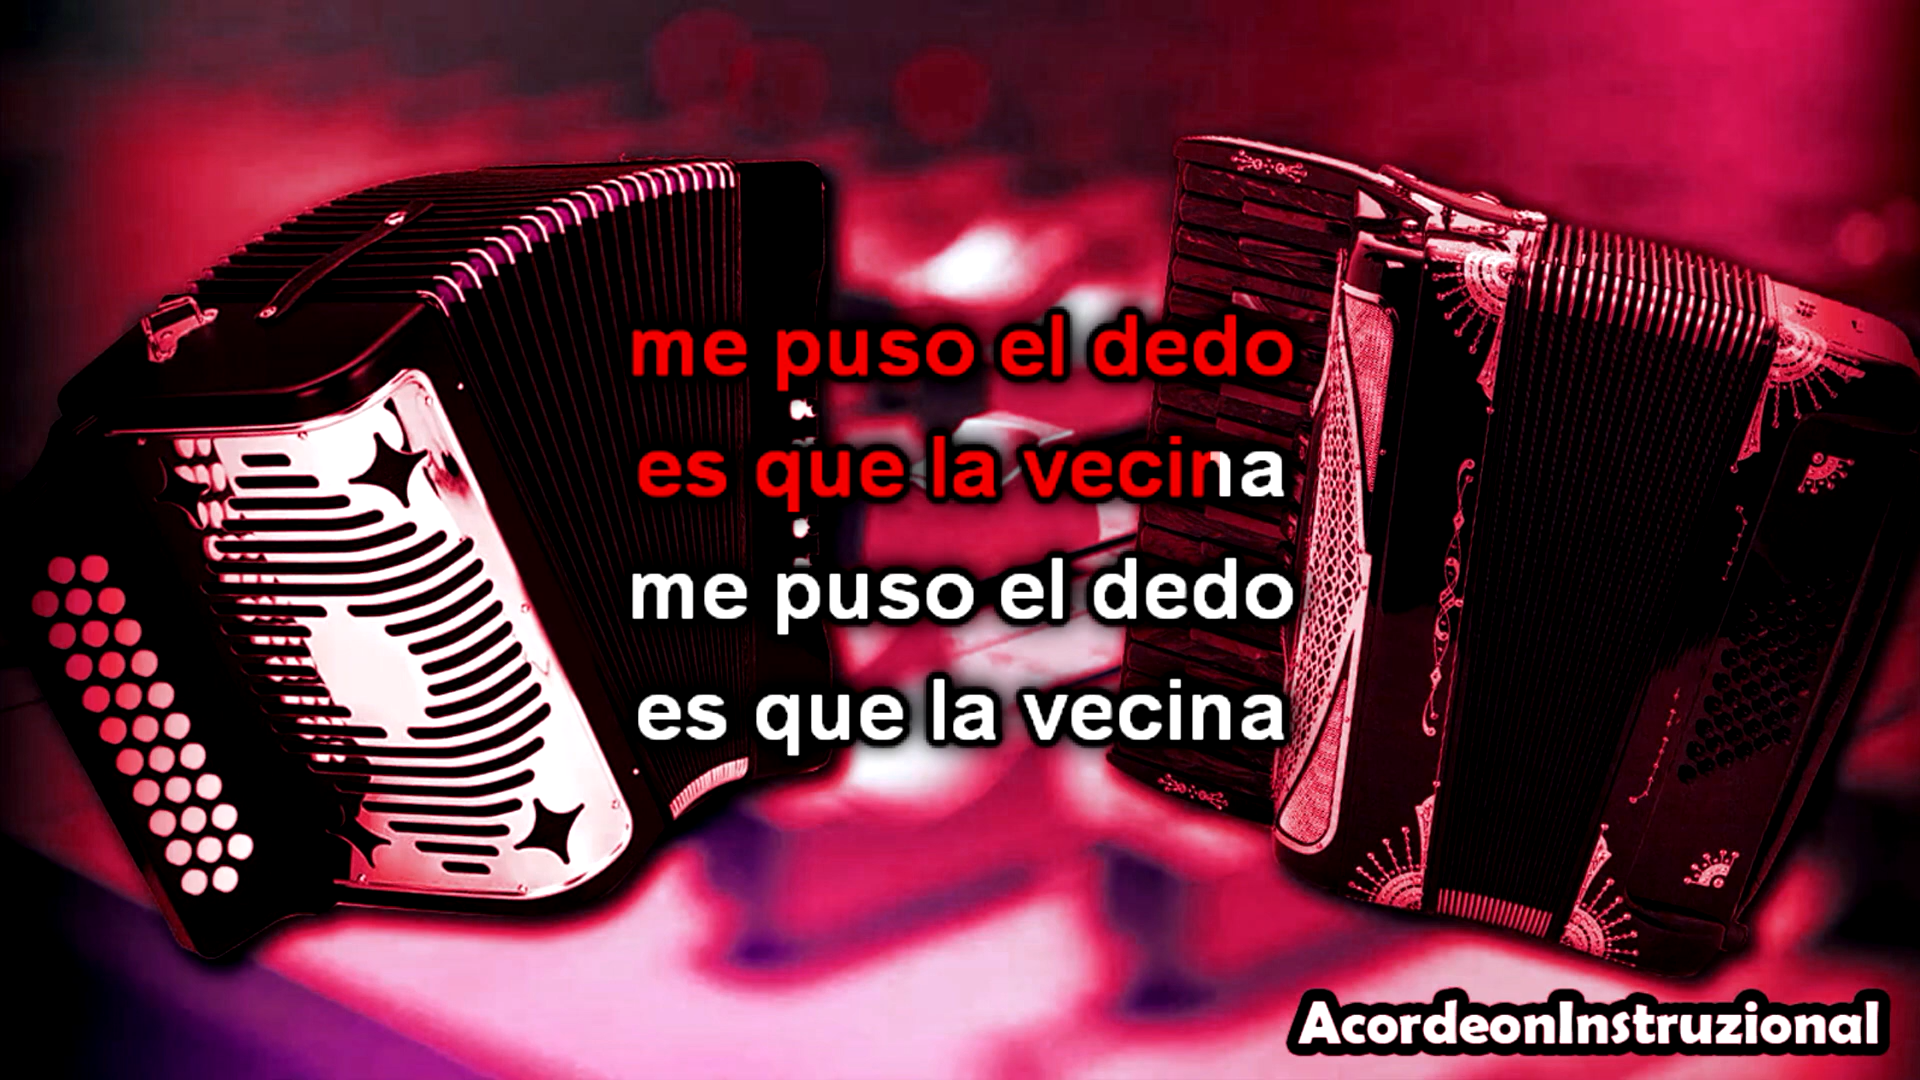 me puso el dedo
es que la vecina
me puso el dedo
es que la vecina
AcordeonInstruzional